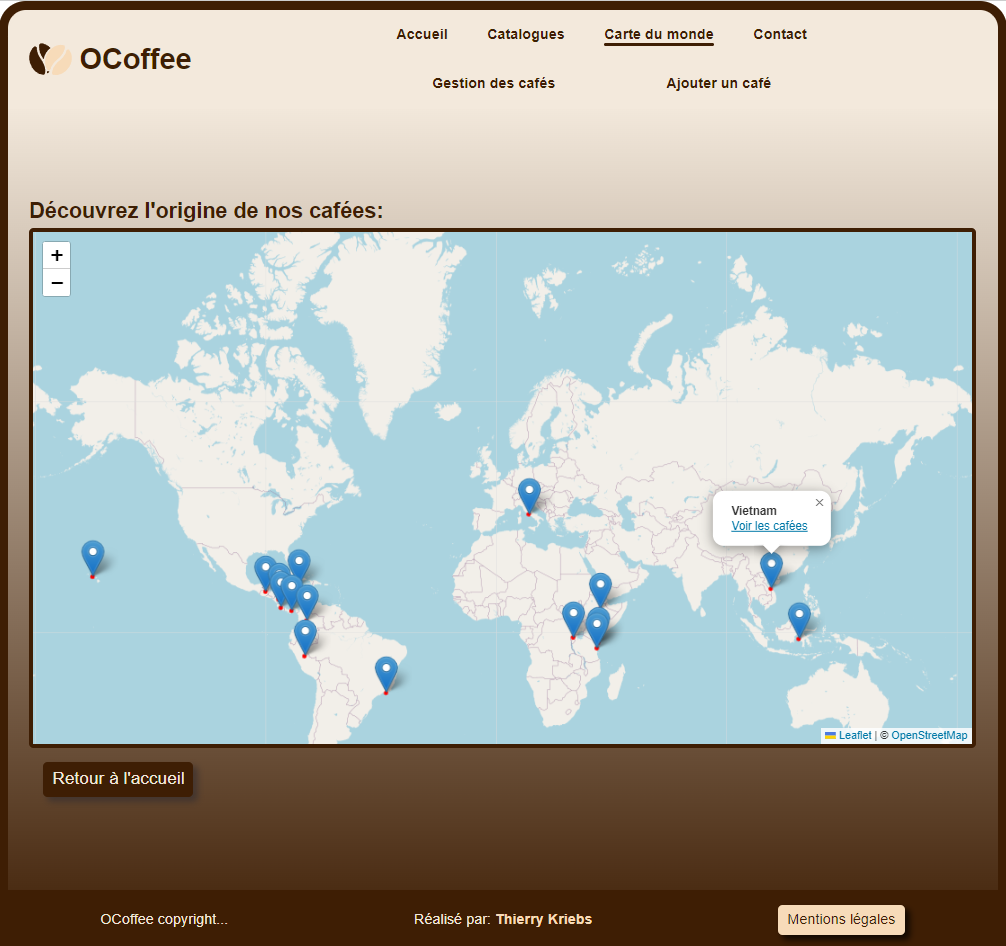 OCoffee
Accueil Catalogues Carte du monde Contact
Gestion des cafés Ajouter un café
Découvrez l'origine de nos cafées:
+
−
×
Vietnam
Voir les cafées
Leaflet | © OpenStreetMap
Retour à l'accueil
OCoffee copyright... Réalisé par: Thierry Kriebs Mentions légales